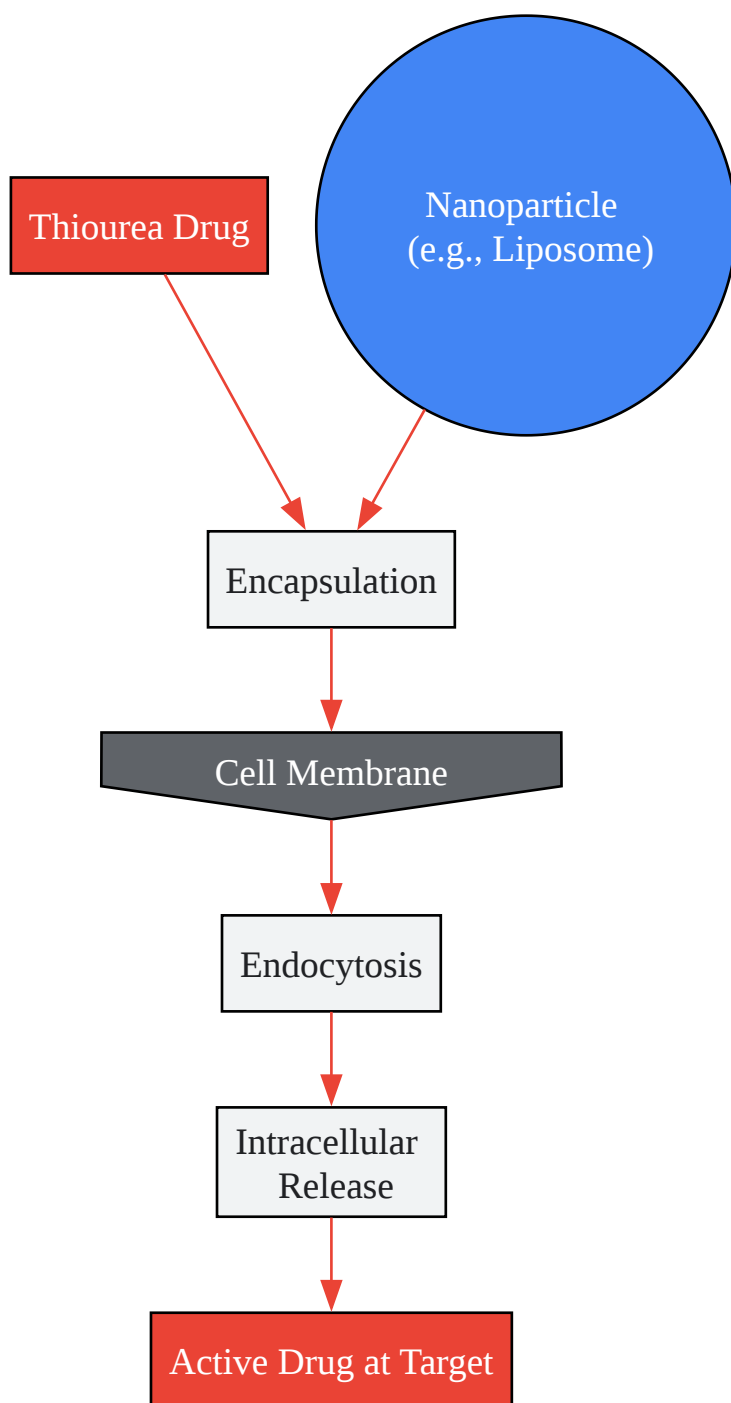 Thiourea Drug
Nanoparticle
(e.g., Liposome)
Encapsulation
Cell Membrane
Endocytosis
Intracellular
Release
Active Drug at Target